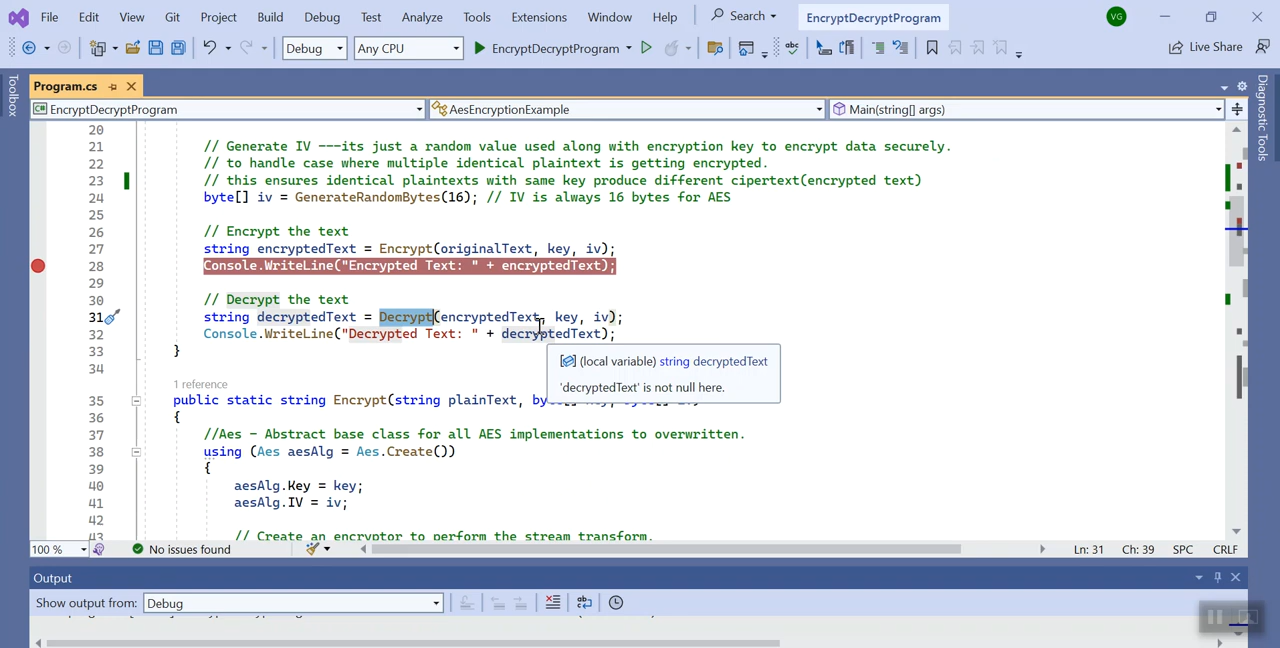 File Edit View Git Project Build Debug Test Analyze Tools Extensions Window Help Search EncryptDecryptProgram VG
Debug Any CPU EncryptDecryptProgram abc Live Share
Toolbox
Program.cs
Diagnostic Tools
C# EncryptDecryptProgram AesEncryptionExample Main(string[] args)
20
21 // Generate IV ---its just a random value used along with encryption key to encrypt data securely.
22 // to handle case where multiple identical plaintext is getting encrypted.
23 // this ensures identical plaintexts with same key produce different cipertext(encrypted text)
24 byte[] iv = GenerateRandomBytes(16); // IV is always 16 bytes for AES
25
26 // Encrypt the text
27 string encryptedText = Encrypt(originalText, key, iv);
28 Console.WriteLine("Encrypted Text: " + encryptedText);
29
30 // Decrypt the text
31 string decryptedText = Decrypt(encryptedText, key, iv);
32 Console.WriteLine("Decrypted Text: " + decryptedText);
33 }
(local variable) string decryptedText
34
'decryptedText' is not null here.
1 reference
35 public static string Encrypt(string plainText,
36 {
37 //Aes - Abstract base class for all AES implementations to overwritten.
38 using (Aes aesAlg = Aes.Create())
39 {
40 aesAlg.Key = key;
41 aesAlg.IV = iv;
42
43 // Create an encryptor to perform the stream transform.
100 % No issues found Ln: 31 Ch: 39 SPC CRLF
Output
Show output from: Debug